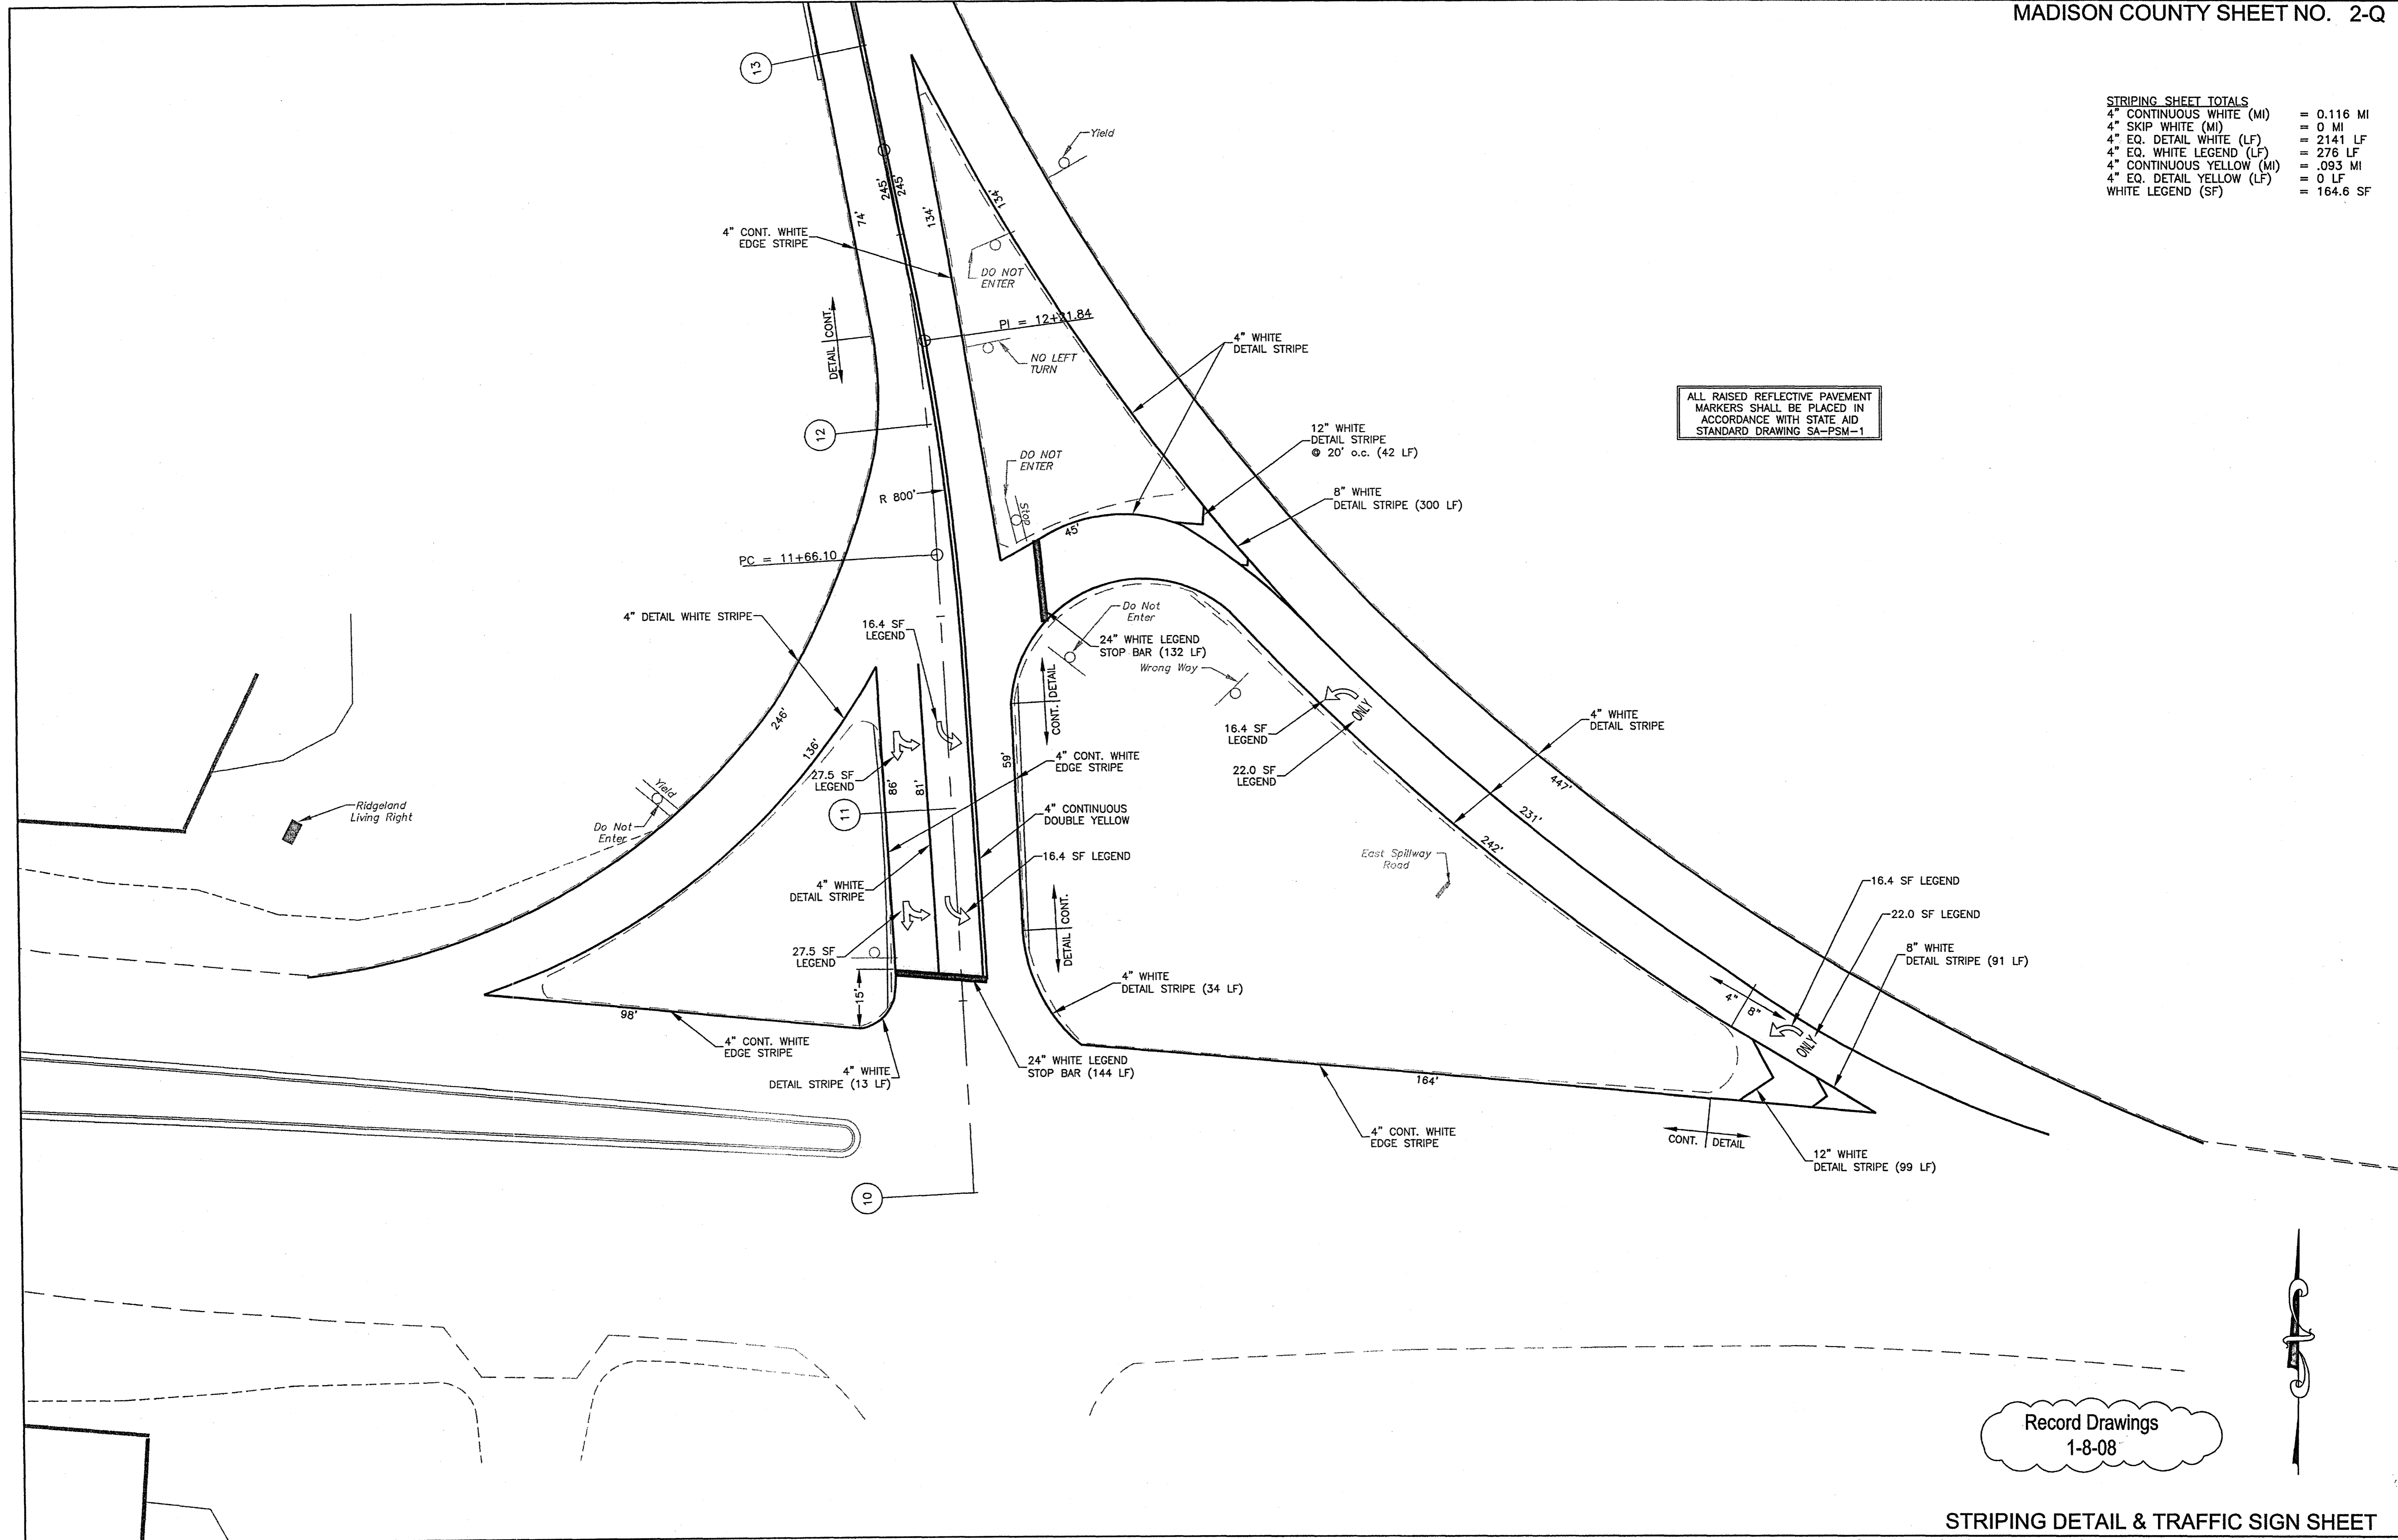 MADISON COUNTY SHEET NO. 2-Q
STRIPING SHEET TOTALS
4" CONTINUOUS WHITE (MI) = 0.116 MI
4" SKIP WHITE (MI) = 0 MI
4" EQ. DETAIL WHITE (LF) = 2141 LF
4" EQ. WHITE LEGEND (LF) = 276 LF
4" CONTINUOUS YELLOW (MI) = .093 MI
4" EQ. DETAIL YELLOW (LF) = 0 LF
WHITE LEGEND (SF) = 164.6 SF
13
Yield
245'
245'
74'
134'
134'
4" CONT. WHITE
EDGE STRIPE
DO NOT
ENTER
DETAIL
CONT.
PI = 12+21.84
NO LEFT
TURN
4" WHITE
DETAIL STRIPE
ALL RAISED REFLECTIVE PAVEMENT
MARKERS SHALL BE PLACED IN
ACCORDANCE WITH STATE AID
STANDARD DRAWING SA-PSM-1
12
12" WHITE
DETAIL STRIPE
@ 20' o.c. (42 LF)
DO NOT
ENTER
R 800'
8" WHITE
DETAIL STRIPE (300 LF)
Stop
45'
PC = 11+66.10
4" DETAIL WHITE STRIPE
16.4 SF
LEGEND
Do Not
Enter
24" WHITE LEGEND
STOP BAR (132 LF)
Wrong Way
CONT.
DETAIL
246'
136'
16.4 SF
LEGEND
ONLY
4" WHITE
DETAIL STRIPE
27.5 SF
LEGEND
86'
81'
59'
4" CONT. WHITE
EDGE STRIPE
22.0 SF
LEGEND
447'
Yield
Ridgeland
Living Right
Do Not
Enter
11
4" CONTINUOUS
DOUBLE YELLOW
231'
242'
16.4 SF LEGEND
East Spillway
Road
4" WHITE
DETAIL STRIPE
DETAIL
CONT.
16.4 SF LEGEND
22.0 SF LEGEND
27.5 SF
LEGEND
8" WHITE
DETAIL STRIPE (91 LF)
15'
4" WHITE
DETAIL STRIPE (34 LF)
4"
8"
ONLY
98'
4" CONT. WHITE
EDGE STRIPE
4" WHITE
DETAIL STRIPE (13 LF)
24" WHITE LEGEND
STOP BAR (144 LF)
164'
4" CONT. WHITE
EDGE STRIPE
CONT.
DETAIL
12" WHITE
DETAIL STRIPE (99 LF)
10
Record Drawings
1-8-08
STRIPING DETAIL & TRAFFIC SIGN SHEET